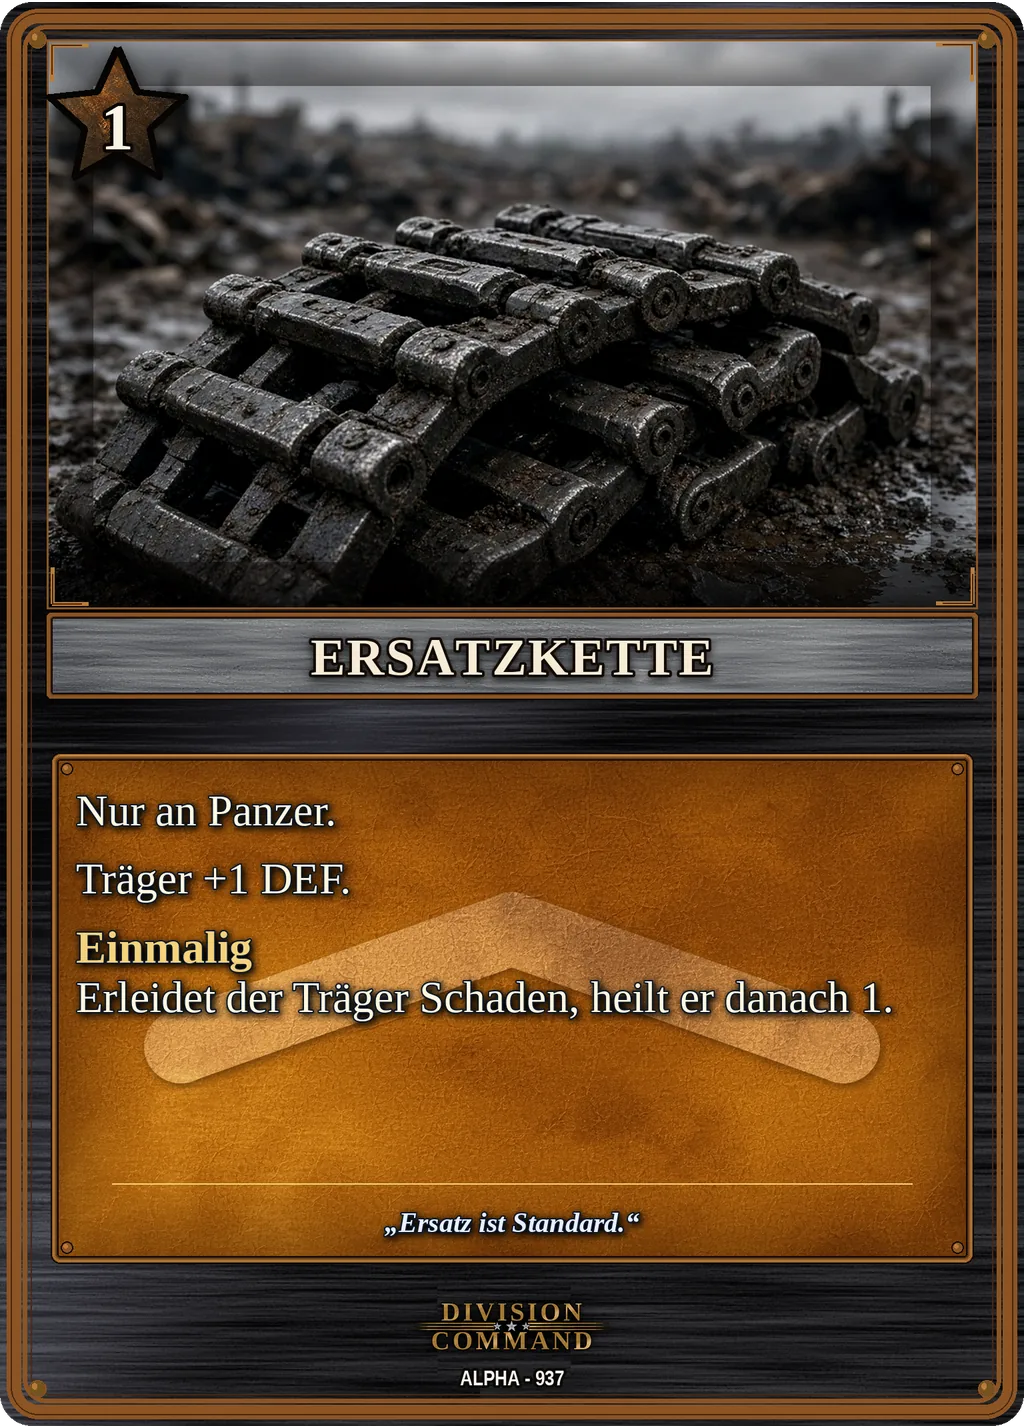 1
ERSATZKETTE
Nur an Panzer.
Träger +1 DEF.
Einmalig
Erleidet der Träger Schaden, heilt er danach 1.
„Ersatz ist Standard.“
DIVISION
COMMAND
ALPHA - 937